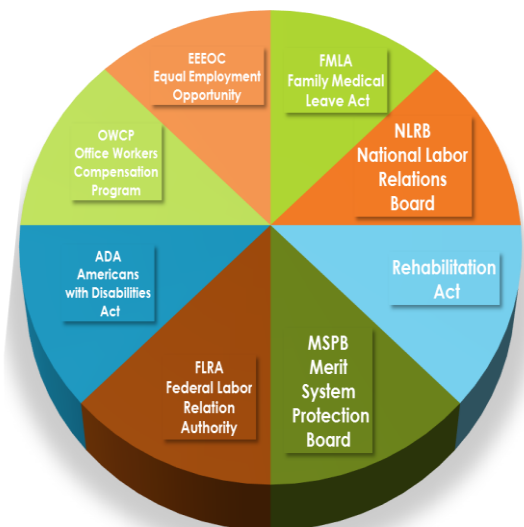 EEEOC
Equal Employment
Opportunity
FMLA
Family Medical
Leave Act
NLRB
National Labor
Relations
Board
Rehabilitation
Act
MSPB
Merit
System
Protection
Board
FLRA
Federal Labor
Relation
Authority
ADA
Americans
with Disabilities
Act
OWCP
Office Workers
Compensation
Program